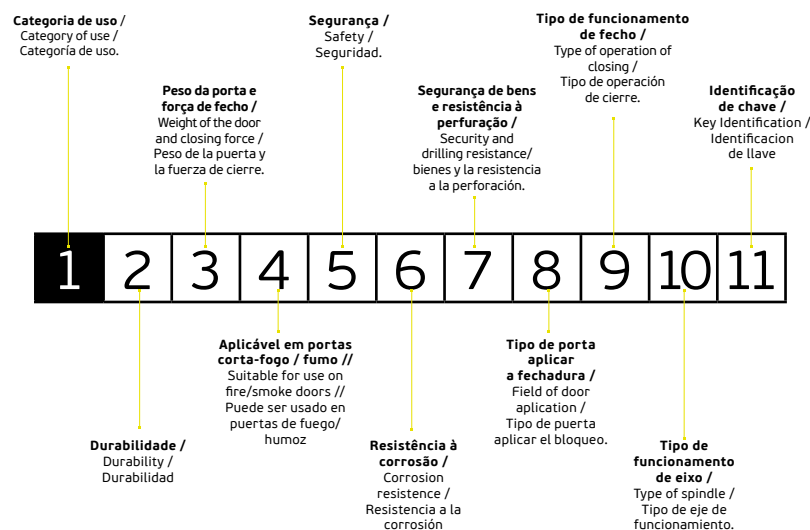 Categoria de uso /
Category of use /
Categoría de uso.
Peso da porta e
força de fecho /
Weight of the door
and closing force /
Peso de la puerta y
la fuerza de cierre.
Segurança /
Safety /
Seguridad.
Segurança de bens
e resistência à
perfuração /
Security and
drilling resistance/
bienes y la resistencia
a la perforación.
Tipo de funcionamento
de fecho /
Type of operation of
closing /
Tipo de operación
de cierre.
Identificação
de chave /
Key Identification /
Identificacion
de llave
1 2 3 4 5 6 7 8 9 10 11
Durabilidade /
Durability /
Durabilidad
Aplicável em portas
corta-fogo / fumo //
Suitable for use on
fire/smoke doors //
Puede ser usado en
puertas de fuego/
humoz
Resistência à
corrosão /
Corrosion
resistence /
Resistencia a la
corrosión
Tipo de porta
aplicar
a fechadura /
Field of door
aplication /
Tipo de puerta
aplicar el bloqueo.
Tipo de
funcionamento
de eixo /
Type of spindle /
Tipo de eje de
funcionamiento.